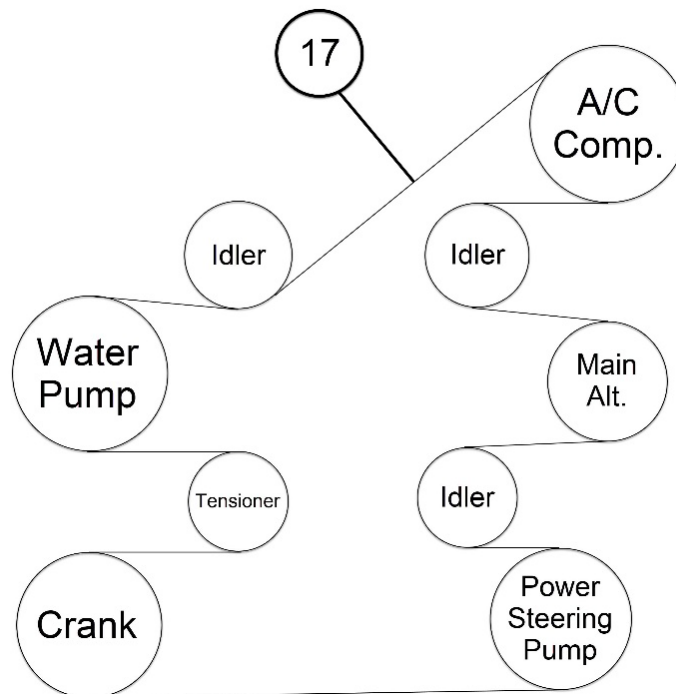 17
A/C
Comp.
Idler
Idler
Water
Pump
Main
Alt.
Tensioner
Idler
Crank
Power
Steering
Pump